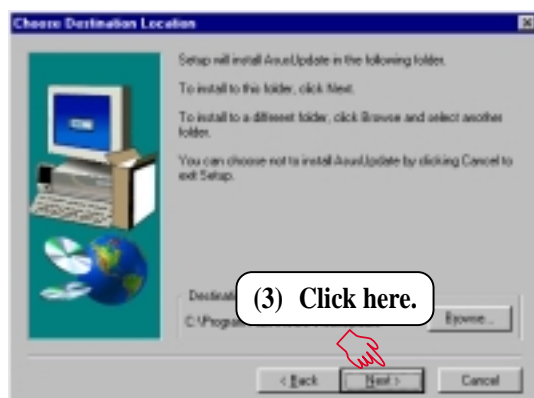 Choose Destination Location
Setup will install AsusUpdate in the following folder.
To install to this folder, click Next.
To install to a different folder, click Browse and select another
folder.
You can choose not to install AsusUpdate by clicking Cancel to
exit Setup.
(3) Click here.
C:\Program
Browse...
< Back
Next >
Cancel